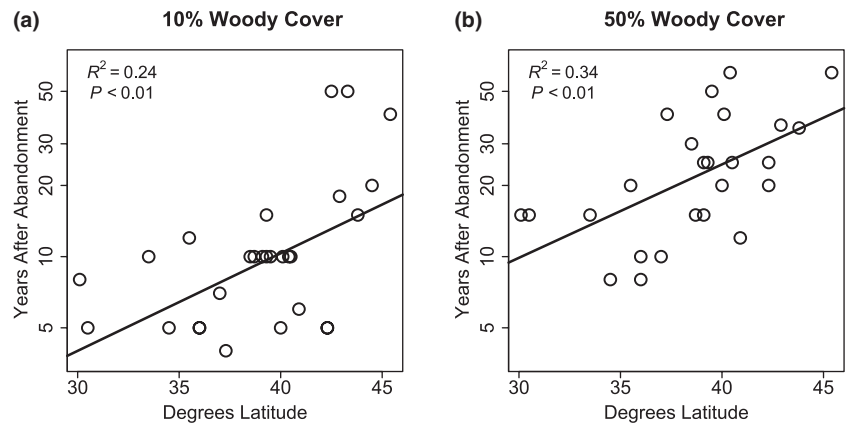 (a)
10% Woody Cover
R² = 0.24
P < 0.01
Years After Abandonment
50
30
20
10
5
30 35 40 45
Degrees Latitude
(b)
50% Woody Cover
R² = 0.34
P < 0.01
Years After Abandonment
50
30
20
10
5
30 35 40 45
Degrees Latitude